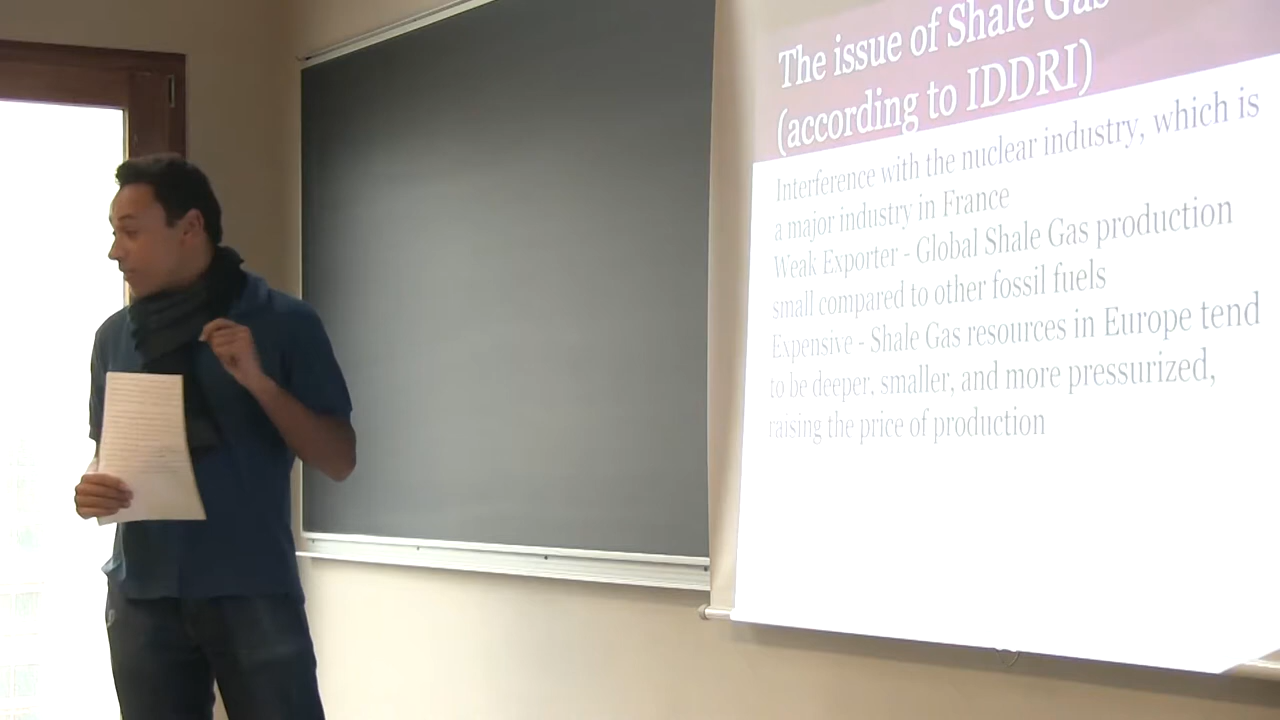 The issue of Shale Gas
(according to IDDRI)
Interference with the nuclear industry, which is
a major industry in France
Weak Exporter - Global Shale Gas production
small compared to other fossil fuels
Expensive - Shale Gas resources in Europe tend
to be deeper, smaller, and more pressurized,
raising the price of production